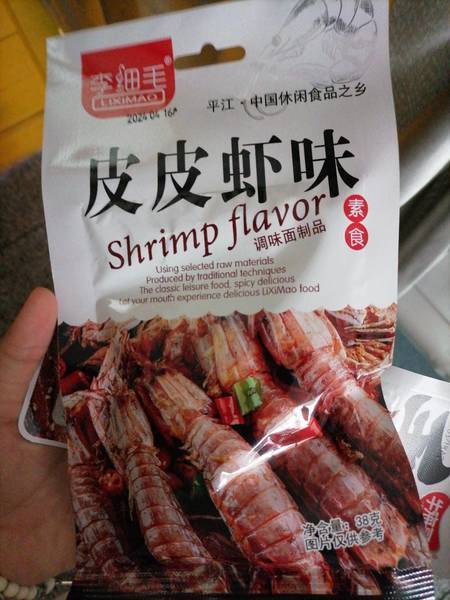 李细毛
LIXIMAO
2024 04 16
平江 · 中国休闲食品之乡
皮皮虾味
Shrimp flavor
素食
调味面制品
Using selected raw materials
Produced by traditional techniques
The classic leisure food, spicy delicious
Let your mouth experience delicious LiXiMao food
净含量: 38克
图片仅供参考